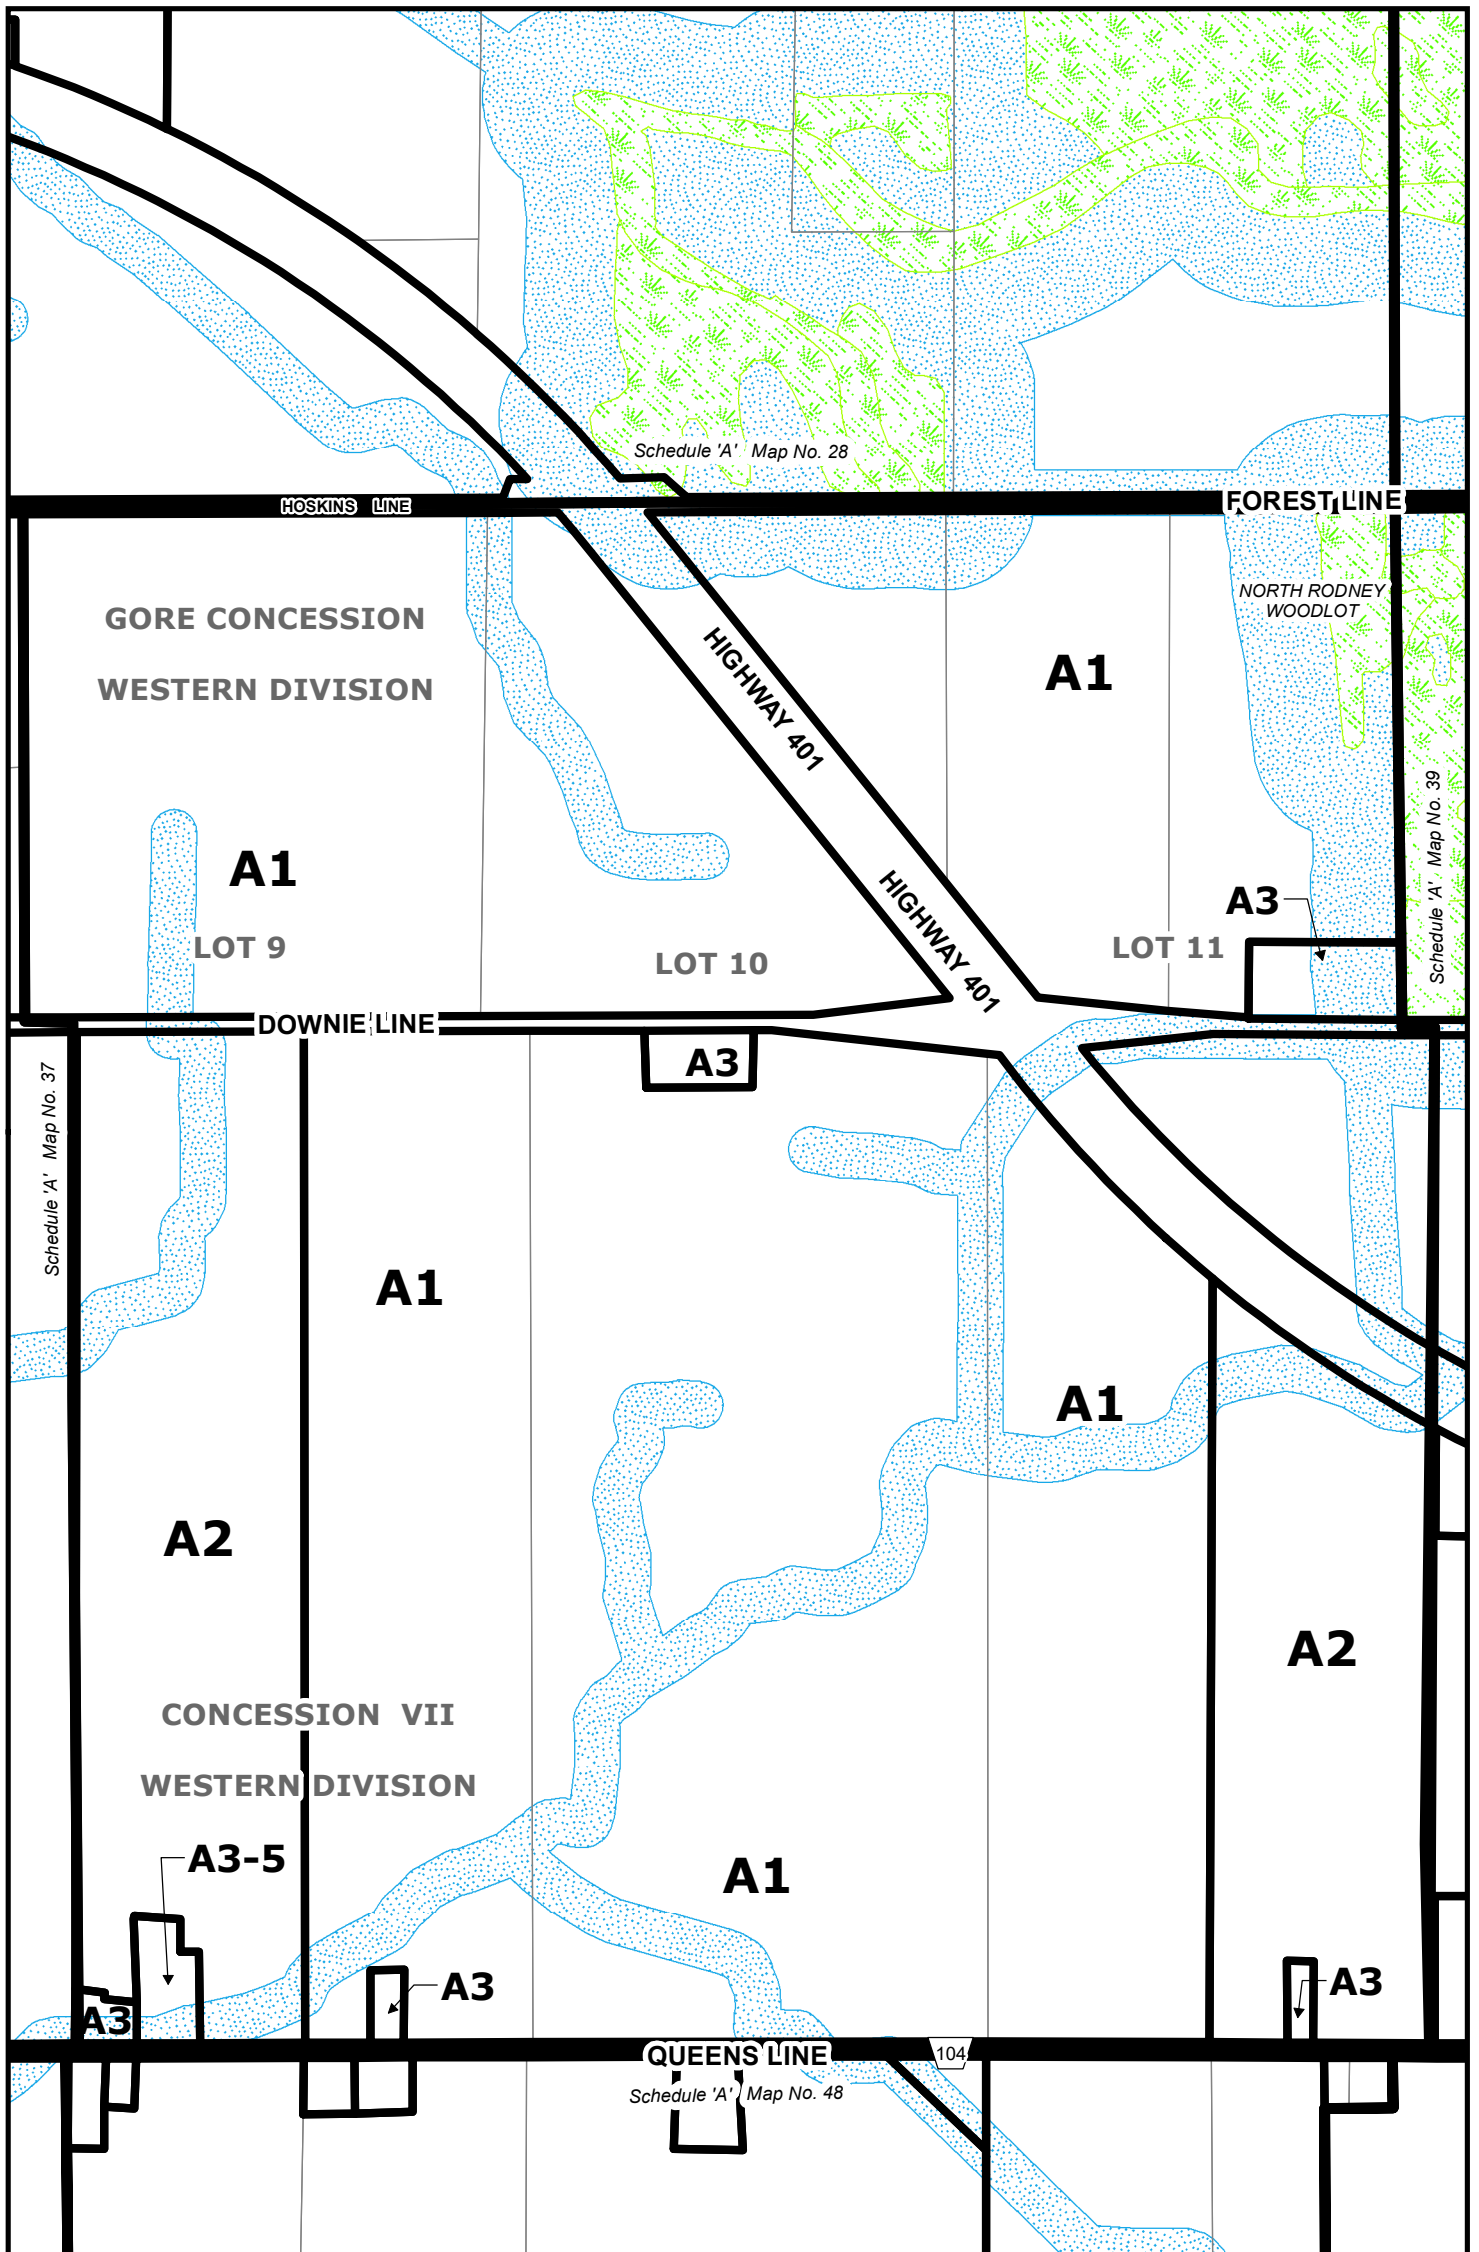 Schedule 'A' Map No. 28
HOSKINS LINE
FOREST LINE
NORTH RODNEY
WOODLOT
GORE CONCESSION
WESTERN DIVISION
HIGHWAY 401
A1
Schedule 'A' Map No. 39
A1
HIGHWAY 401
A3
LOT 9
LOT 10
LOT 11
DOWNIE LINE
A3
Schedule 'A' Map No. 37
A1
A1
A2
A2
CONCESSION VII
WESTERN DIVISION
A3-5
A1
A3
A3
A3
QUEENS LINE
104
Schedule 'A' Map No. 48